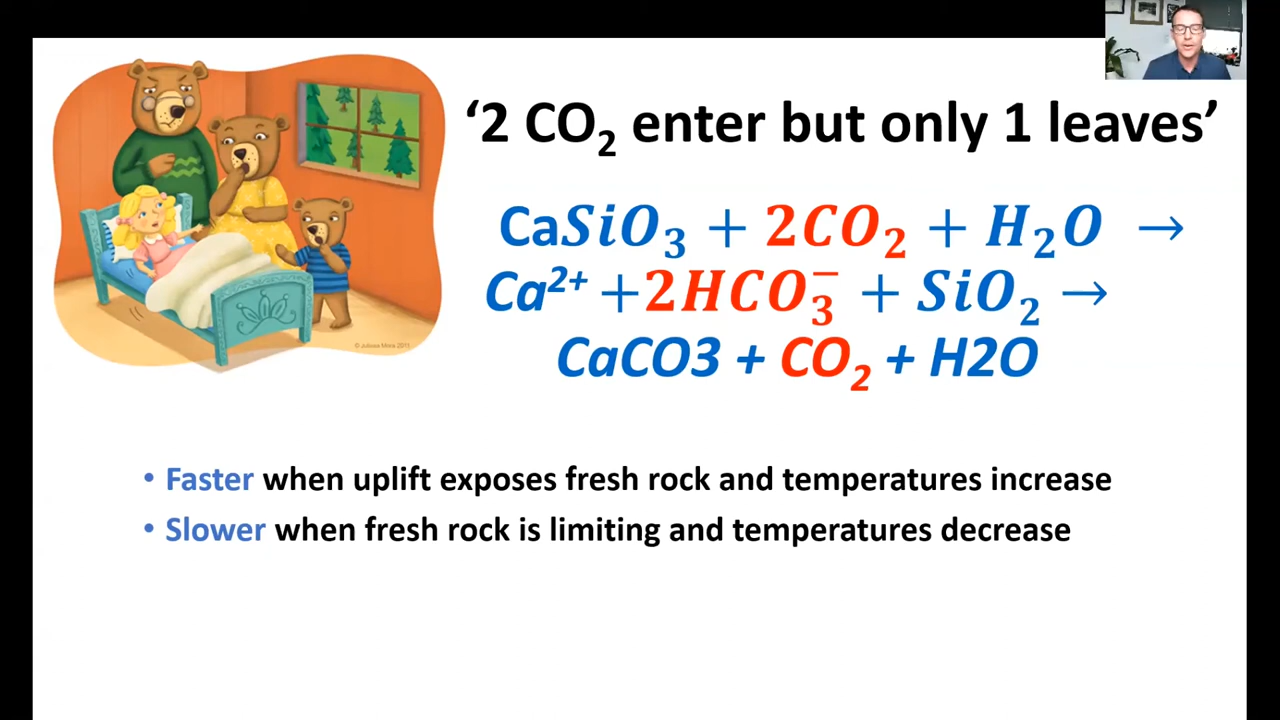 ‘2 CO₂ enter but only 1 leaves’
CaSiO₃ + 2CO₂ + H₂O →
Ca²⁺ +2HCO₃⁻ + SiO₂ →
CaCO3 + CO₂ + H2O
• Faster when uplift exposes fresh rock and temperatures increase
• Slower when fresh rock is limiting and temperatures decrease